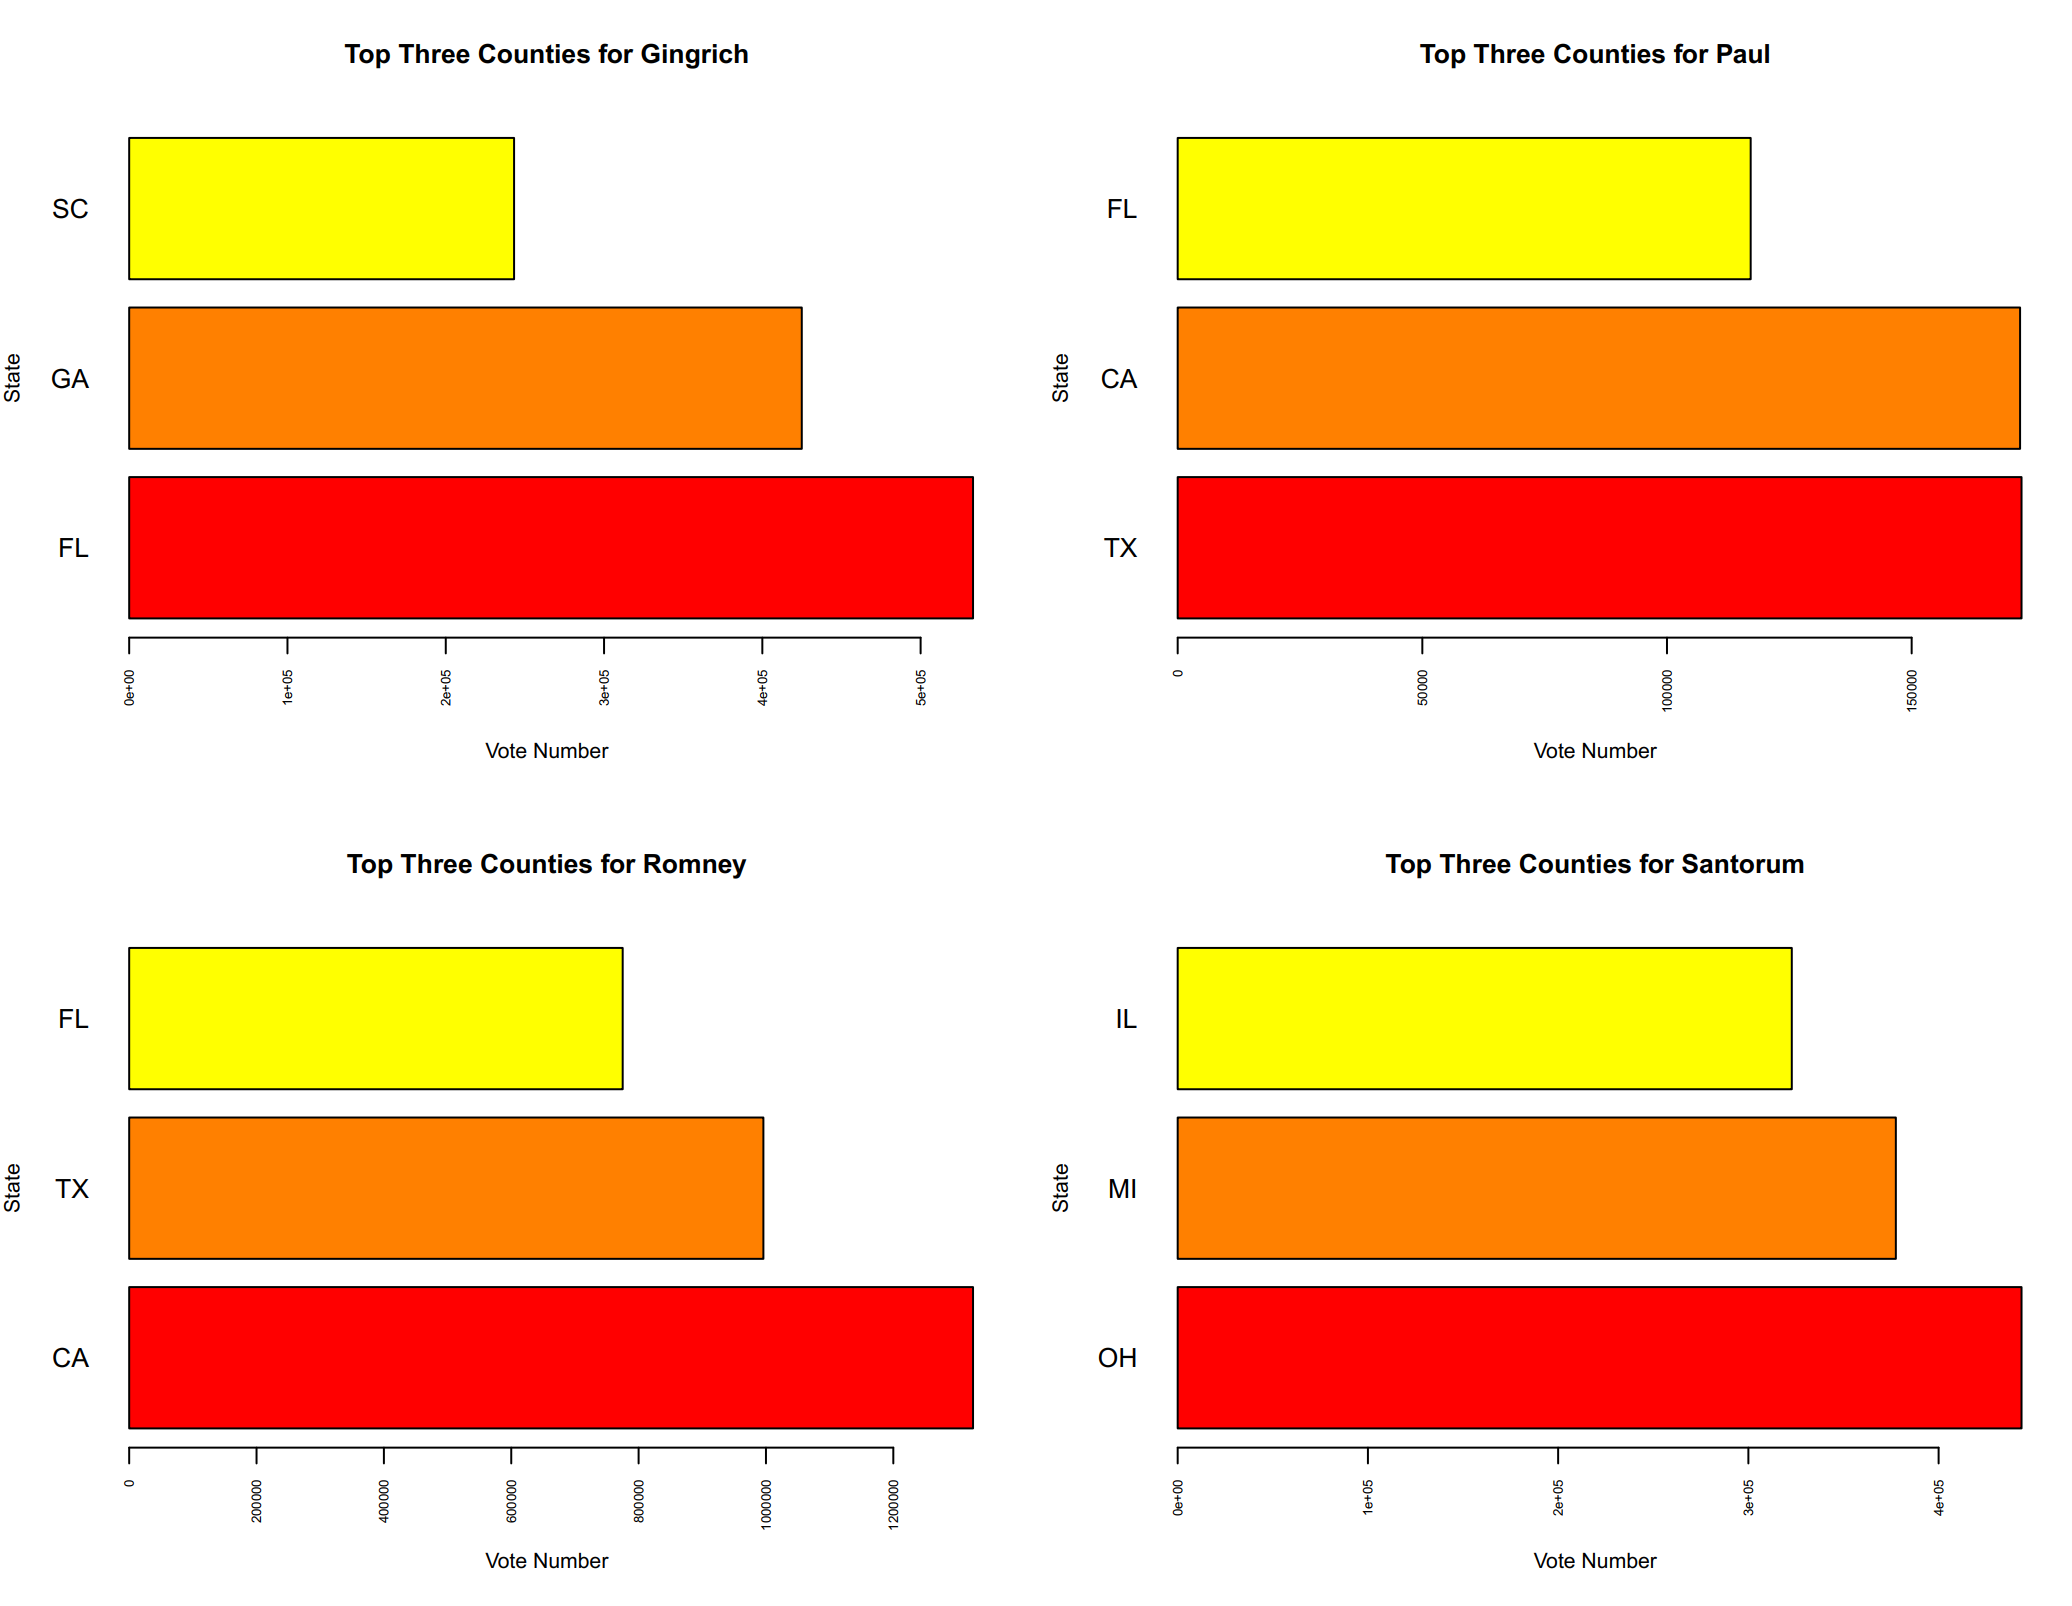 Top Three Counties for Gingrich
State
SC
GA
FL
0e+00 1e+05 2e+05 3e+05 4e+05 5e+05
Vote Number
Top Three Counties for Paul
State
FL
CA
TX
0 50000 100000 150000
Vote Number
Top Three Counties for Romney
State
FL
TX
CA
0 200000 400000 600000 800000 1000000 1200000
Vote Number
Top Three Counties for Santorum
State
IL
MI
OH
0e+00 1e+05 2e+05 3e+05 4e+05
Vote Number